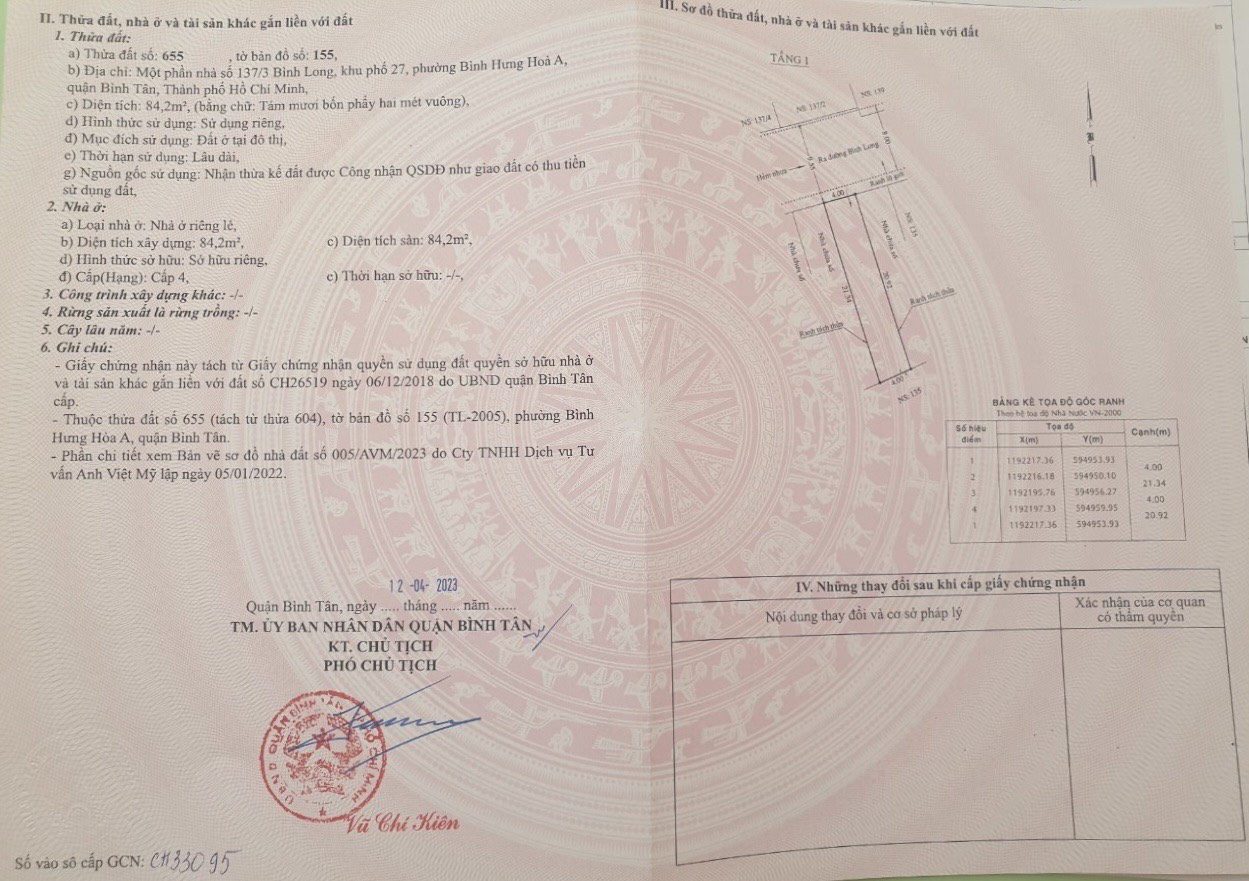 II. Thửa đất, nhà ở và tài sản khác gắn liền với đất
1. Thửa đất:
a) Thửa đất số: 655 , tờ bản đồ số: 155,
b) Địa chỉ: Một phần nhà số 137/3 Bình Long, khu phố 27, phường Bình Hưng Hoà A,
quận Bình Tân, Thành phố Hồ Chí Minh,
c) Diện tích: 84,2m², (bằng chữ: Tám mươi bốn phẩy hai mét vuông),
d) Hình thức sử dụng: Sử dụng riêng,
đ) Mục đích sử dụng: Đất ở tại đô thị,
e) Thời hạn sử dụng: Lâu dài,
g) Nguồn gốc sử dụng: Nhận thừa kế đất được Công nhận QSDĐ như giao đất có thu tiền
sử dụng đất,
2. Nhà ở:
a) Loại nhà ở: Nhà ở riêng lẻ,
b) Diện tích xây dựng: 84,2m², c) Diện tích sàn: 84,2m²,
d) Hình thức sở hữu: Sở hữu riêng,
đ) Cấp(Hạng): Cấp 4, e) Thời hạn sở hữu: -/-,
3. Công trình xây dựng khác: -/-
4. Rừng sản xuất là rừng trồng: -/-
5. Cây lâu năm: -/-
6. Ghi chú:
- Giấy chứng nhận này tách từ Giấy chứng nhận quyền sử dụng đất quyền sở hữu nhà ở
và tài sản khác gắn liền với đất số CH26519 ngày 06/12/2018 do UBND quận Bình Tân
cấp.
- Thuộc thửa đất số 655 (tách từ thửa 604), tờ bản đồ số 155 (TL-2005), phường Bình
Hưng Hòa A, quận Bình Tân.
- Phần chi tiết xem Bản vẽ sơ đồ nhà đất số 005/AVM/2023 do Cty TNHH Dịch vụ Tư
vấn Anh Việt Mỹ lập ngày 05/01/2022.
12 -04- 2023
Quận Bình Tân, ngày ..... tháng ..... năm ......
TM. ỦY BAN NHÂN DÂN QUẬN BÌNH TÂN
KT. CHỦ TỊCH
PHÓ CHỦ TỊCH
UBND QUẬN BÌNH TÂN TP HỒ CHÍ MINH
Vũ Chí Kiên
Số vào sổ cấp GCN: CH33095
III. Sơ đồ thửa đất, nhà ở và tài sản khác gắn liền với đất
TẦNG 1
NS: 137/4
NS: 137/2
NS: 139
Ra đường Bình Long
8.00
Hẻm nhựa
Ranh lộ giới
4.00
NS: 135
Nhà chưa số
Nhà chưa số
Nhà chưa số
21.34
20.92
Ranh tách thửa
Ranh tách thửa
4.00
NS: 135
BẢNG KÊ TỌA ĐỘ GÓC RANH
Theo hệ tọa độ Nhà Nước VN-2000
Số hiệu điểm Tọa độ Cạnh(m)
X(m) Y(m)
1 1192217.36 594953.93
4.00
2 1192216.18 594950.10
21.34
3 1192195.76 594956.27
4.00
4 1192197.33 594959.95
20.92
1 1192217.36 594953.93
IV. Những thay đổi sau khi cấp giấy chứng nhận
Nội dung thay đổi và cơ sở pháp lý
Xác nhận của cơ quan
có thẩm quyền